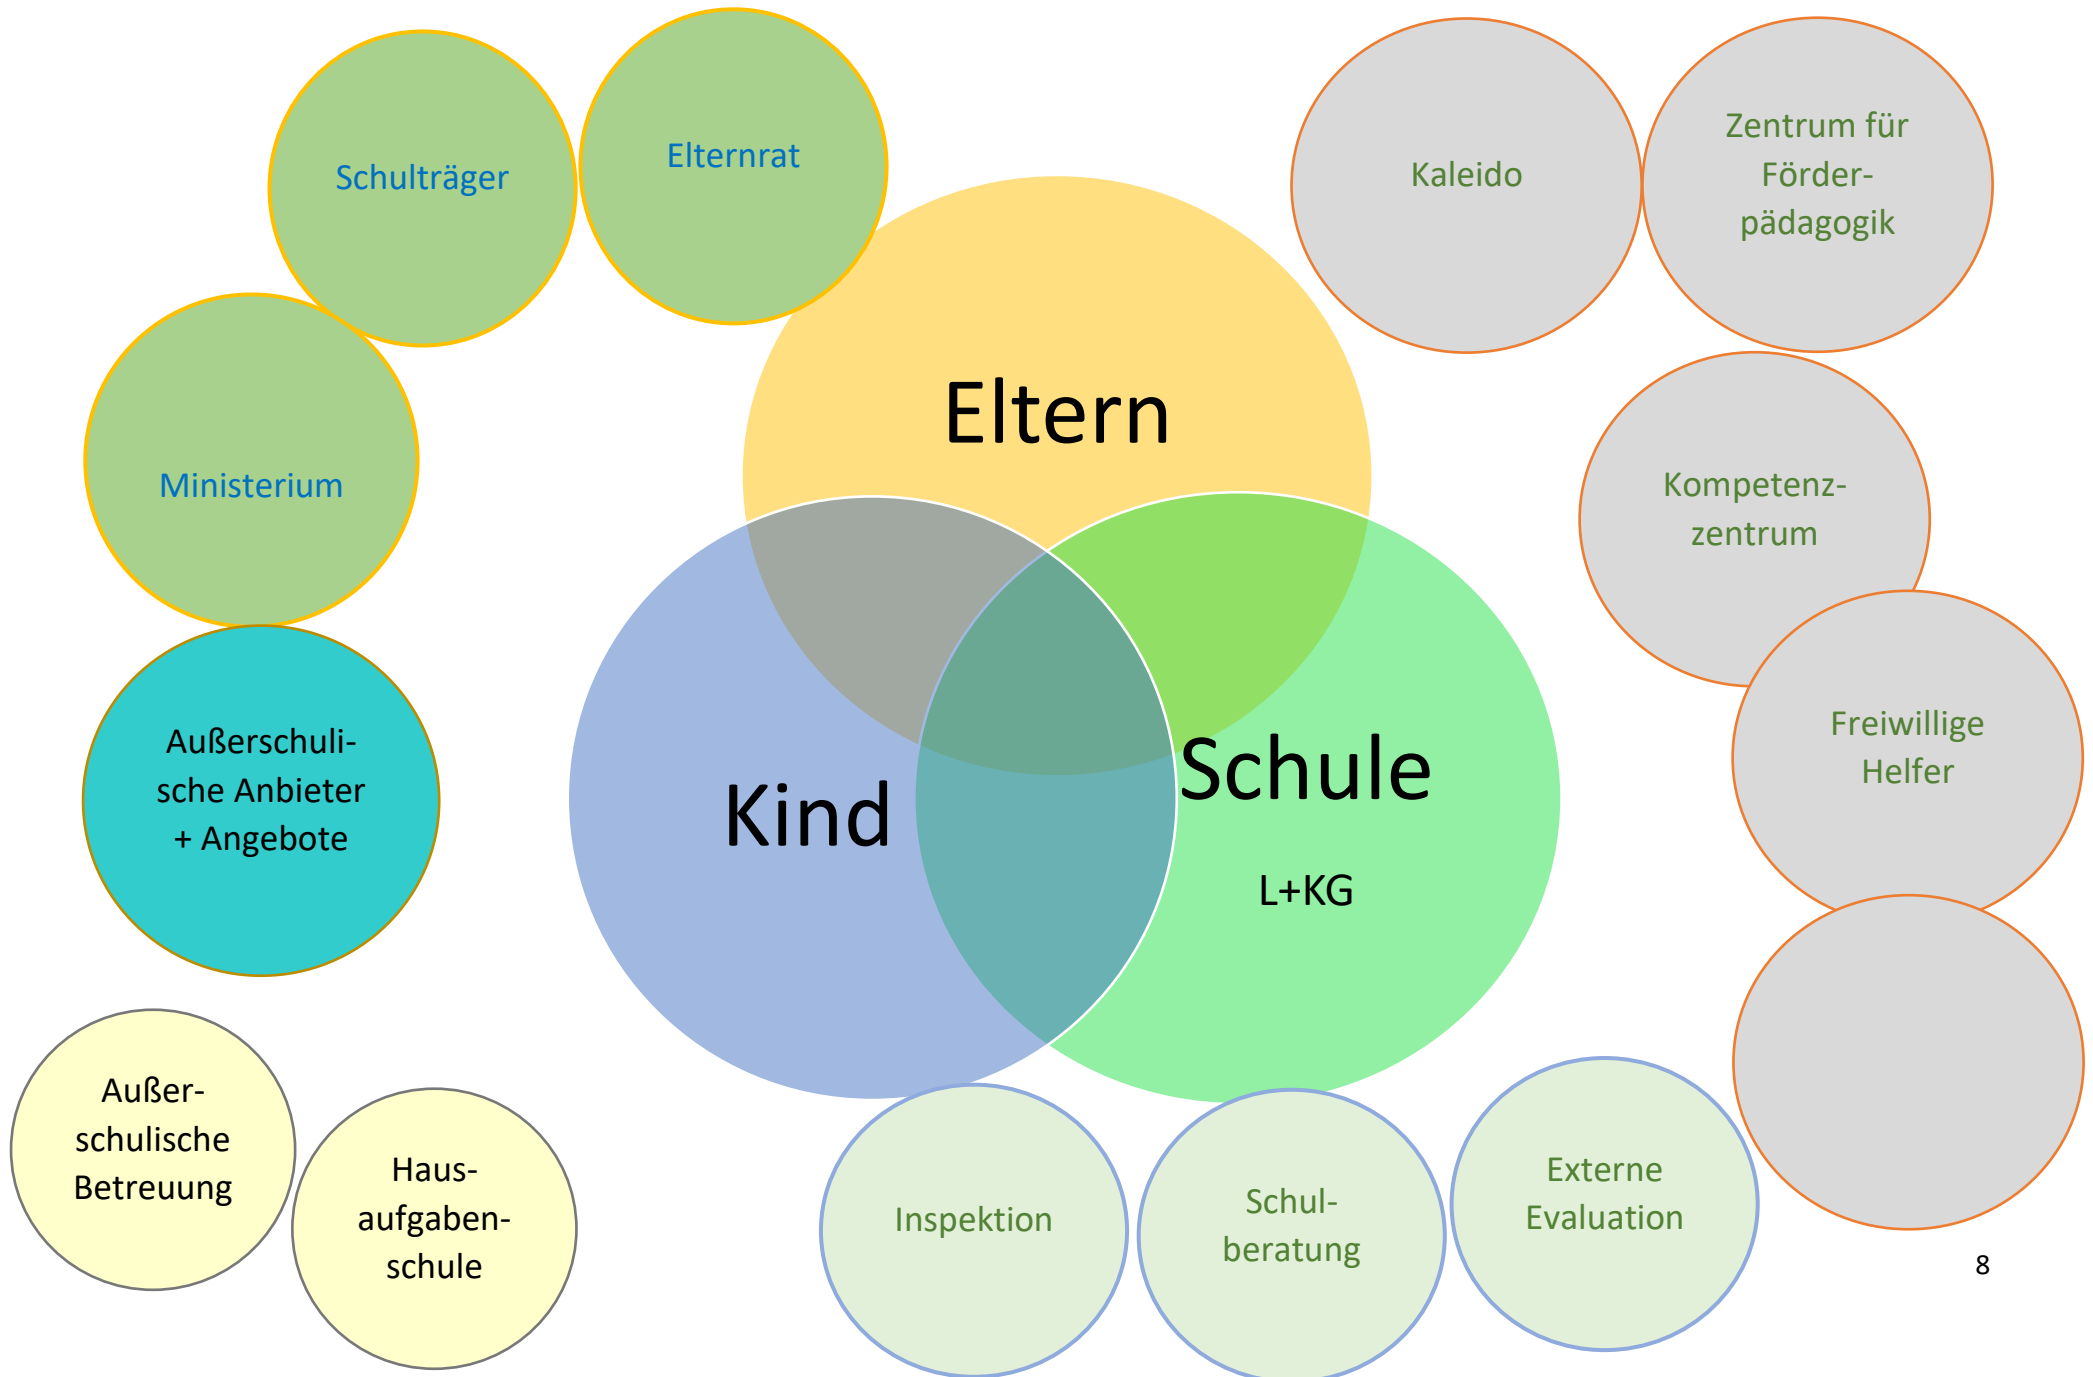 Schulträger
Elternrat
Kaleido
Zentrum für
Förder-
pädagogik
Ministerium
Eltern
Kompetenz-
zentrum
Außerschuli-
sche Anbieter
+ Angebote
Kind
Schule
L+KG
Freiwillige
Helfer
Außer-
schulische
Betreuung
Haus-
aufgaben-
schule
Inspektion
Schul-
beratung
Externe
Evaluation
8